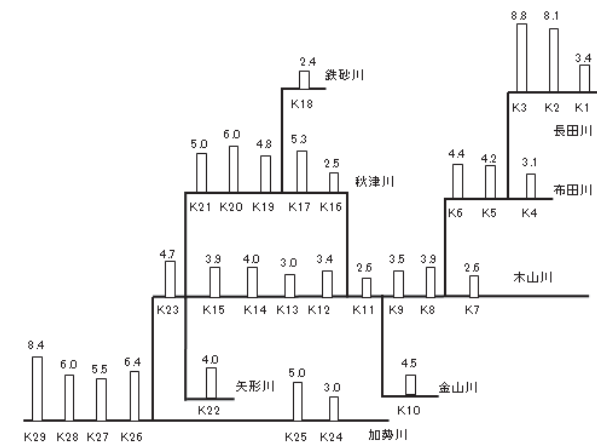 8.8 8.1 3.4
K3 K2 K1
長田川
2.4 鉄砂川
K18
5.0 6.0 4.8 5.3 2.5
秋津川
K21 K20 K19 K17 K16
4.4 4.2 3.1
布田川
K6 K5 K4
4.7 3.9 4.0 3.0 3.4 2.6 3.5 3.9 2.6
木山川
K23 K15 K14 K13 K12 K11 K9 K8 K7
8.4 6.0 5.5 6.4
4.0 矢形川
K22
5.0 3.0
4.5 金山川
K10
K29 K28 K27 K26 K25 K24 加勢川